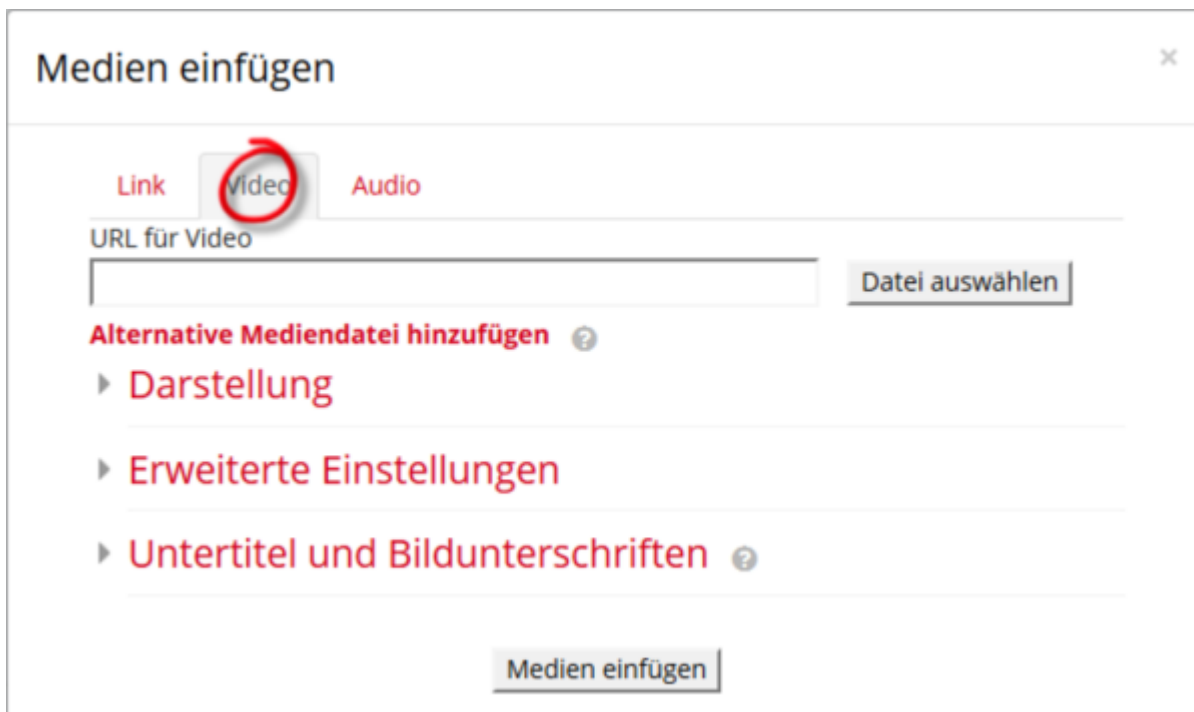 Medien einfügen ×
Link Video Audio
URL für Video
Datei auswählen
Alternative Mediendatei hinzufügen ?
Darstellung
Erweiterte Einstellungen
Untertitel und Bildunterschriften ?
Medien einfügen